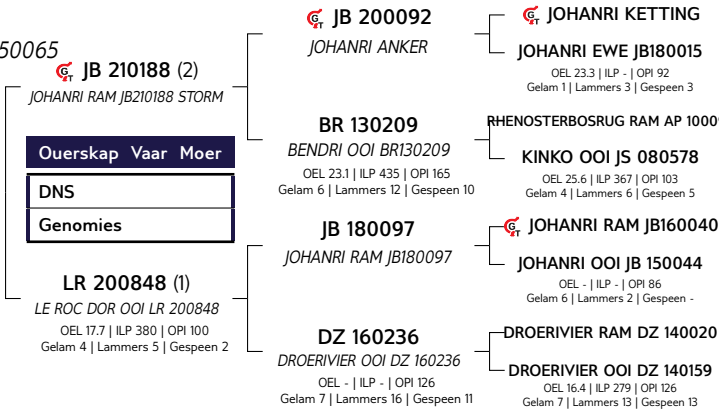 50065
GT JB 210188 (2)
JOHANRI RAM JB210188 STORM
Ouerskap Vaar Moer
DNS
Genomies
LR 200848 (1)
LE ROC DOR OOI LR 200848
OEL 17.7 | ILP 380 | OPI 100
Gelam 4 | Lammers 5 | Gespeen 2
GT JB 200092
JOHANRI ANKER
BR 130209
BENDRI OOI BR130209
OEL 23.1 | ILP 435 | OPI 165
Gelam 6 | Lammers 12 | Gespeen 10
JB 180097
JOHANRI RAM JB180097
DZ 160236
DROERIVIER OOI DZ 160236
OEL - | ILP - | OPI 126
Gelam 7 | Lammers 16 | Gespeen 11
GT JOHANRI KETTING
JOHANRI EWE JB180015
OEL 23.3 | ILP - | OPI 92
Gelam 1 | Lammers 3 | Gespeen 3
RHENOSTERBOSRUG RAM AP 1000
KINKO OOI JS 080578
OEL 25.6 | ILP 367 | OPI 103
Gelam 4 | Lammers 6 | Gespeen 5
GT JOHANRI RAM JB160040
JOHANRI OOI JB 150044
OEL - | ILP - | OPI 86
Gelam 6 | Lammers 2 | Gespeen -
DROERIVIER RAM DZ 140020
DROERIVIER OOI DZ 140159
OEL 16.4 | ILP 279 | OPI 126
Gelam 7 | Lammers 13 | Gespeen 13